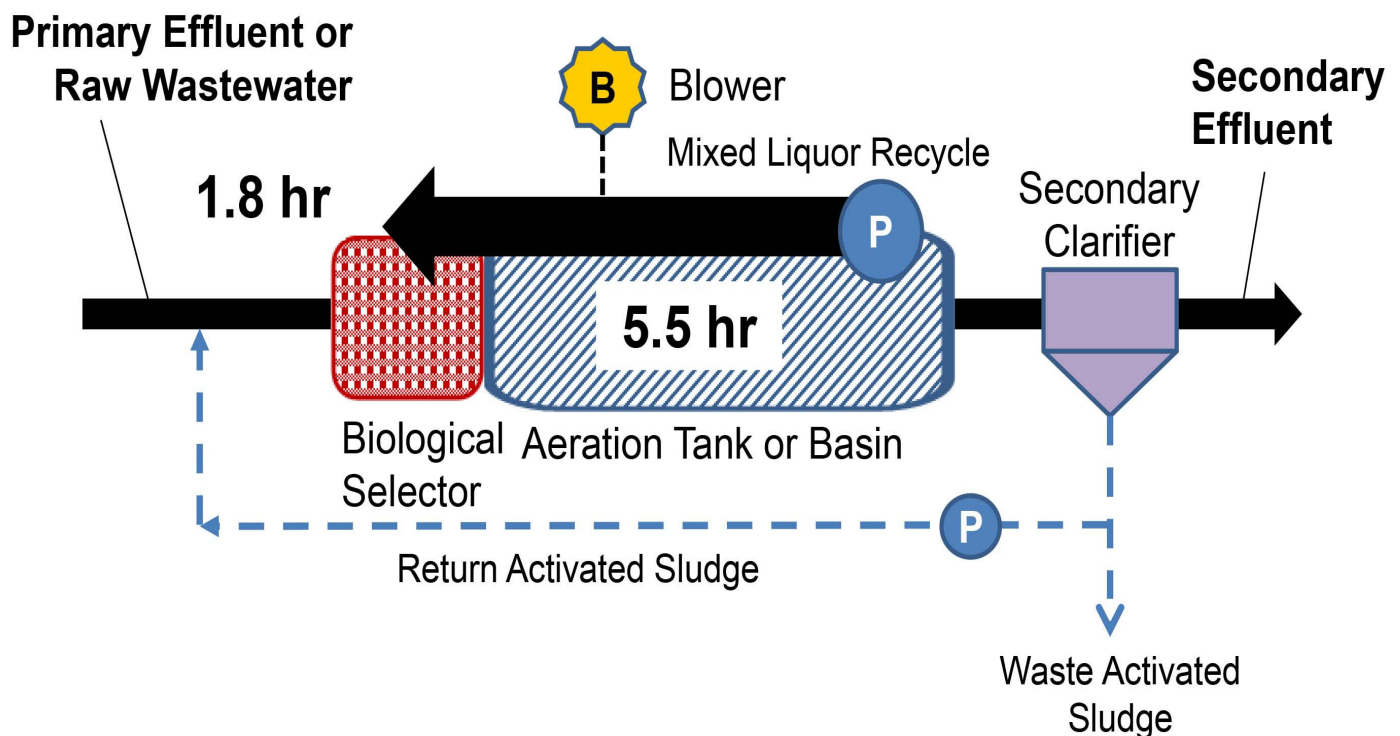 Primary Effluent or
Raw Wastewater
B
Blower
Mixed Liquor Recycle
Secondary
Effluent
1.8 hr
P
Secondary
Clarifier
5.5 hr
Biological
Selector
Aeration Tank or Basin
P
Return Activated Sludge
Waste Activated
Sludge